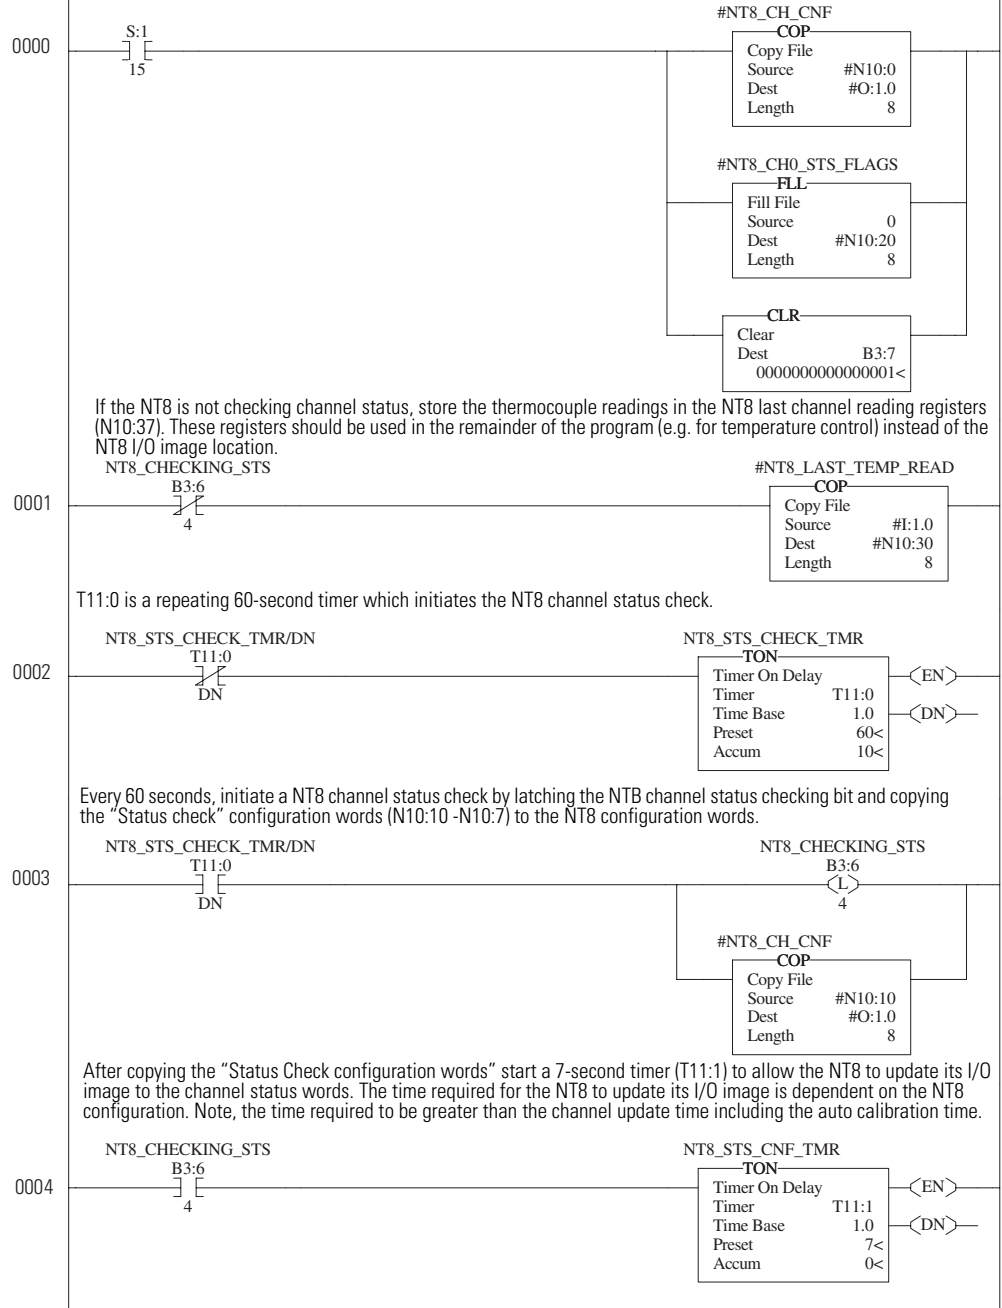 #NT8_CH_CNF
0000
S:1
15
COP
Copy File
Source #N10:0
Dest #O:1.0
Length 8
#NT8_CH0_STS_FLAGS
FLL
Fill File
Source 0
Dest #N10:20
Length 8
CLR
Clear
Dest B3:7
0000000000000001<
If the NT8 is not checking channel status, store the thermocouple readings in the NT8 last channel reading registers
(N10:37). These registers should be used in the remainder of the program (e.g. for temperature control) instead of the
NT8 I/O image location.
NT8_CHECKING_STS
#NT8_LAST_TEMP_READ
0001
B3:6
4
COP
Copy File
Source #I:1.0
Dest #N10:30
Length 8
T11:0 is a repeating 60-second timer which initiates the NT8 channel status check.
NT8_STS_CHECK_TMR/DN
NT8_STS_CHECK_TMR
0002
T11:0
DN
TON
Timer On Delay
Timer T11:0
Time Base 1.0
Preset 60<
Accum 10<
EN
DN
Every 60 seconds, initiate a NT8 channel status check by latching the NTB channel status checking bit and copying
the “Status check” configuration words (N10:10 -N10:7) to the NT8 configuration words.
NT8_STS_CHECK_TMR/DN
NT8_CHECKING_STS
0003
T11:0
DN
B3:6
L
4
#NT8_CH_CNF
COP
Copy File
Source #N10:10
Dest #O:1.0
Length 8
After copying the “Status Check configuration words” start a 7-second timer (T11:1) to allow the NT8 to update its I/O
image to the channel status words. The time required for the NT8 to update its I/O image is dependent on the NT8
configuration. Note, the time required to be greater than the channel update time including the auto calibration time.
NT8_CHECKING_STS
NT8_STS_CNF_TMR
0004
B3:6
4
TON
Timer On Delay
Timer T11:1
Time Base 1.0
Preset 7<
Accum 0<
EN
DN